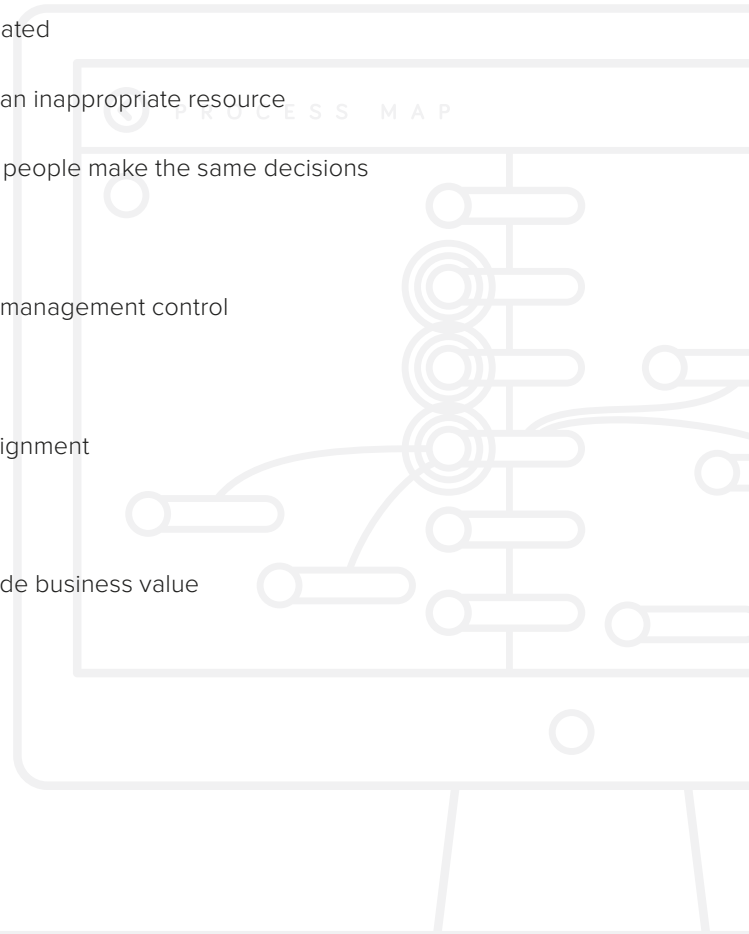 ated
an inappropriate resource
PROCESS MAP
people make the same decisions
management control
ignment
de business value